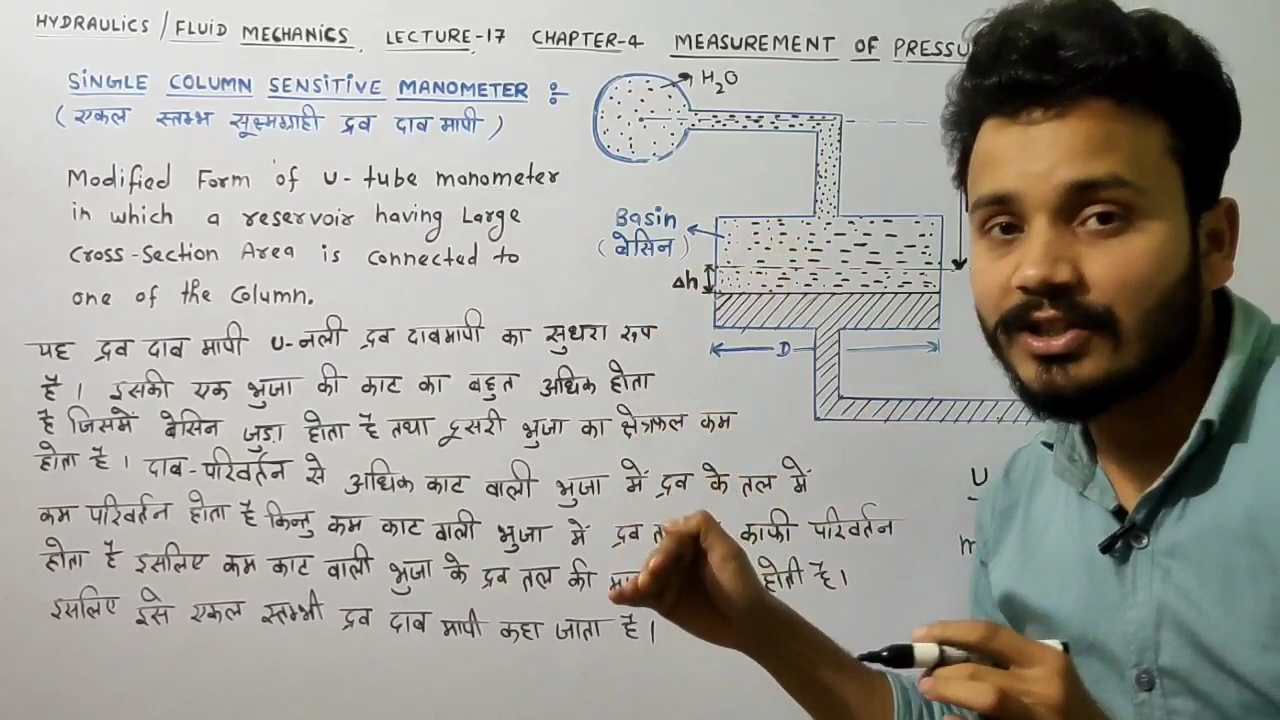 HYDRAULICS / FLUID MECHANICS, LECTURE-17 CHAPTER-4 MEASUREMENT OF PRESSU
SINGLE COLUMN SENSITIVE MANOMETER :-
(एकल स्तम्भ सूक्ष्मग्राही द्रव दाब मापी)
Modified Form of U-tube manometer
in which a reservoir having Large
Cross-Section Area is connected to
one of the Column.
यह द्रव दाब मापी U-नली द्रव दाबमापी का सुधरा रूप
है। इसकी एक भुजा की काट का बहुत अधिक होता
है जिसमें बेसिन जुड़ा होता है तथा दूसरी भुजा का क्षेत्रफल कम
होता है। दाब-परिवर्तन से अधिक काट वाली भुजा में द्रव के तल में
कम परिवर्तन होता है किन्तु कम काट वाली भुजा में द्रव काफी परिवर्तन
होता है इसलिए कम काट वाली भुजा के द्रव तल की होती है।
इसलिए इसे एकल स्तम्भी द्रव दाब मापी कहा जाता है।
H2O
Basin
(बेसिन)
Δh
D
U
m